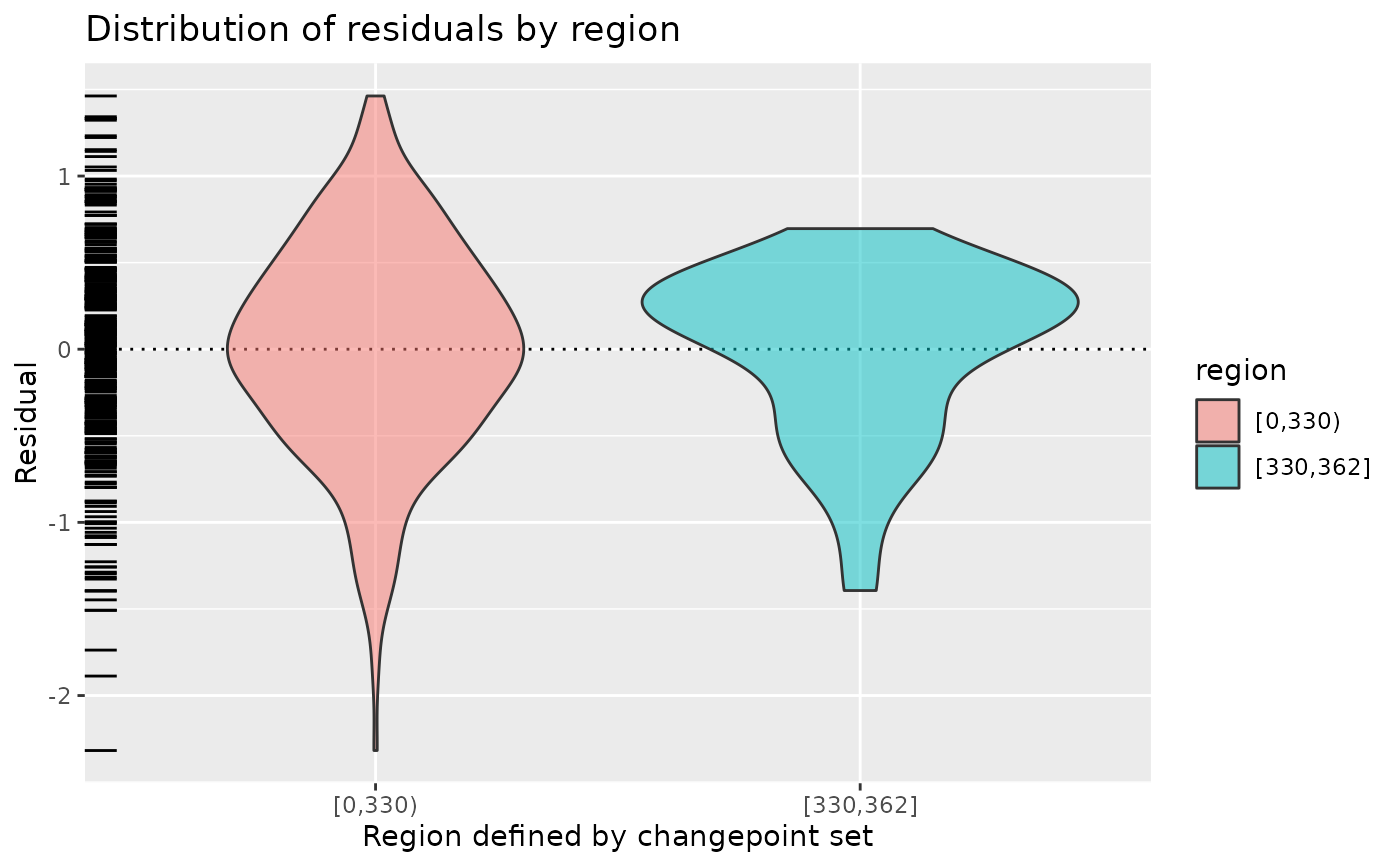 Distribution of residuals by region
Residual
1
0
-1
-2
[0,330)
[330,362]
Region defined by changepoint set
region
[0,330)
[330,362]